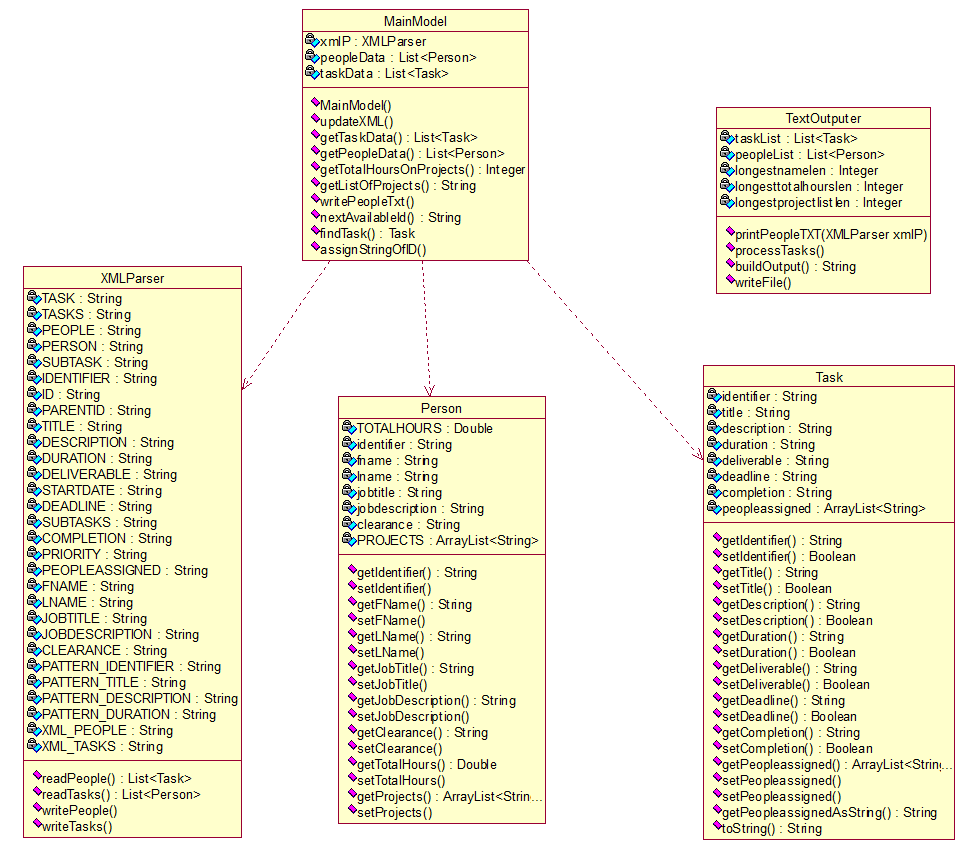 MainModel
xmlP : XMLParser
peopleData : List<Person>
taskData : List<Task>
MainModel()
updateXML()
getTaskData() : List<Task>
getPeopleData() : List<Person>
getTotalHoursOnProjects() : Integer
getListOfProjects() : String
writePeopleTxt()
nextAvailableId() : String
findTask() : Task
assignStringOfID()
TextOutputer
taskList : List<Task>
peopleList : List<Person>
longestnamelen : Integer
longesttotalhourslen : Integer
longestprojectlistlen : Integer
printPeopleTXT(XMLParser xmlP)
processTasks()
buildOutput() : String
writeFile()
XMLParser
TASK : String
TASKS : String
PEOPLE : String
PERSON : String
SUBTASK : String
IDENTIFIER : String
ID : String
PARENTID : String
TITLE : String
DESCRIPTION : String
DURATION : String
DELIVERABLE : String
STARTDATE : String
DEADLINE : String
SUBTASKS : String
COMPLETION : String
PRIORITY : String
PEOPLEASSIGNED : String
FNAME : String
LNAME : String
JOBTITLE : String
JOBDESCRIPTION : String
CLEARANCE : String
PATTERN_IDENTIFIER : String
PATTERN_TITLE : String
PATTERN_DESCRIPTION : String
PATTERN_DURATION : String
XML_PEOPLE : String
XML_TASKS : String
readPeople() : List<Task>
readTasks() : List<Person>
writePeople()
writeTasks()
Person
TOTALHOURS : Double
identifier : String
fname : String
lname : String
jobtitle : String
jobdescription : String
clearance : String
PROJECTS : ArrayList<String>
getIdentifier() : String
setIdentifier()
getFName() : String
setFName()
getLName() : String
setLName()
getJobTitle() : String
setJobTitle()
getJobDescription() : String
setJobDescription()
getClearance() : String
setClearance()
getTotalHours() : Double
setTotalHours()
getProjects() : ArrayList<Strin...
setProjects()
Task
identifier : String
title : String
description : String
duration : String
deliverable : String
deadline : String
completion : String
peopleassigned : ArrayList<String>
getIdentifier() : String
setIdentifier() : Boolean
getTitle() : String
setTitle() : Boolean
getDescription() : String
setDescription() : Boolean
getDuration() : String
setDuration() : Boolean
getDeliverable() : String
setDeliverable() : Boolean
getDeadline() : String
setDeadline() : Boolean
getCompletion() : String
setCompletion() : Boolean
getPeopleassigned() : ArrayList<String...
setPeopleassigned()
setPeopleassigned()
getPeopleassignedAsString() : String
toString() : String